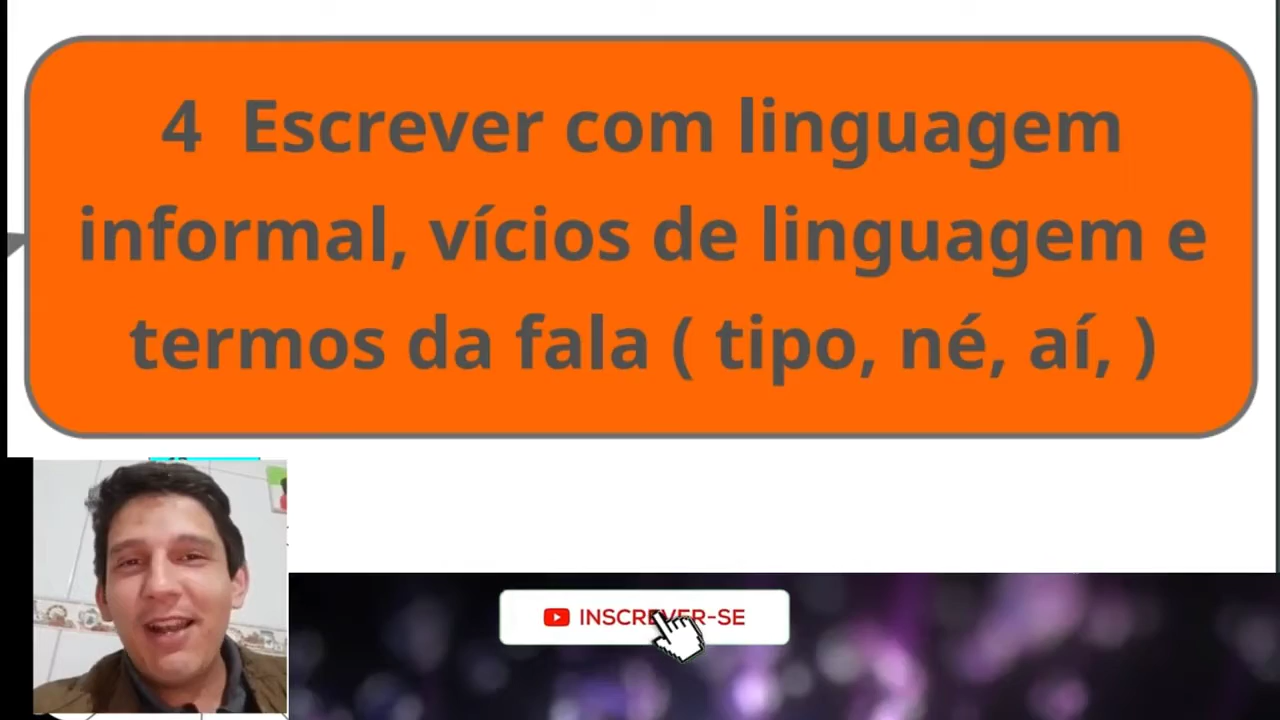 4 Escrever com linguagem
informal, vícios de linguagem e
termos da fala ( tipo, né, aí, )
INSCREVER-SE